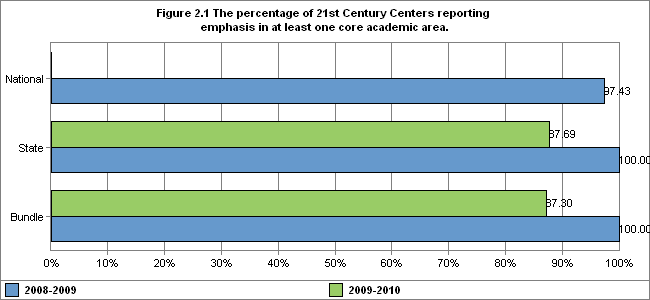 Figure 2.1 The percentage of 21st Century Centers reporting
emphasis in at least one core academic area.
National
97.43
State
87.69
100.00
Bundle
87.30
100.00
0% 10% 20% 30% 40% 50% 60% 70% 80% 90% 100%
2008-2009 2009-2010